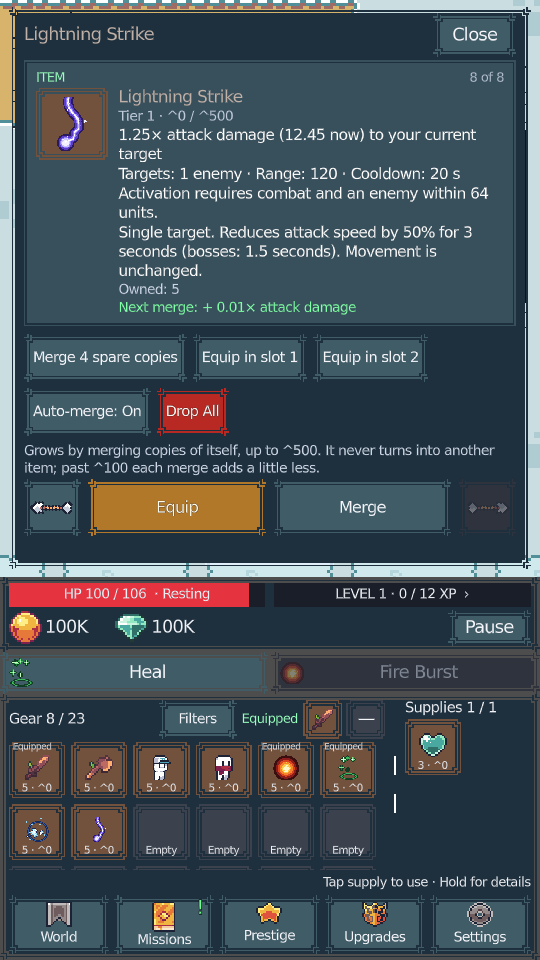 Lightning Strike
Close
ITEM
8 of 8
Lightning Strike
Tier 1 · ^0 / ^500
1.25× attack damage (12.45 now) to your current
target
Targets: 1 enemy · Range: 120 · Cooldown: 20 s
Activation requires combat and an enemy within 64
units.
Single target. Reduces attack speed by 50% for 3
seconds (bosses: 1.5 seconds). Movement is
unchanged.
Owned: 5
Next merge: + 0.01× attack damage
Merge 4 spare copies
Equip in slot 1
Equip in slot 2
Auto-merge: On
Drop All
Grows by merging copies of itself, up to ^500. It never turns into another
item; past ^100 each merge adds a little less.
Equip
Merge
HP 100 / 106 · Resting
LEVEL 1 · 0 / 12 XP ›
100K
100K
Pause
Heal
Fire Burst
Gear 8 / 23
Filters
Equipped
—
Supplies 1 / 1
Equipped
5 · ^0
5 · ^0
5 · ^0
5 · ^0
Equipped
5 · ^0
Equipped
5 · ^0
3 · ^0
5 · ^0
5 · ^0
Empty
Empty
Empty
Empty
Tap supply to use · Hold for details
World
Missions
!
Prestige
Upgrades
Settings